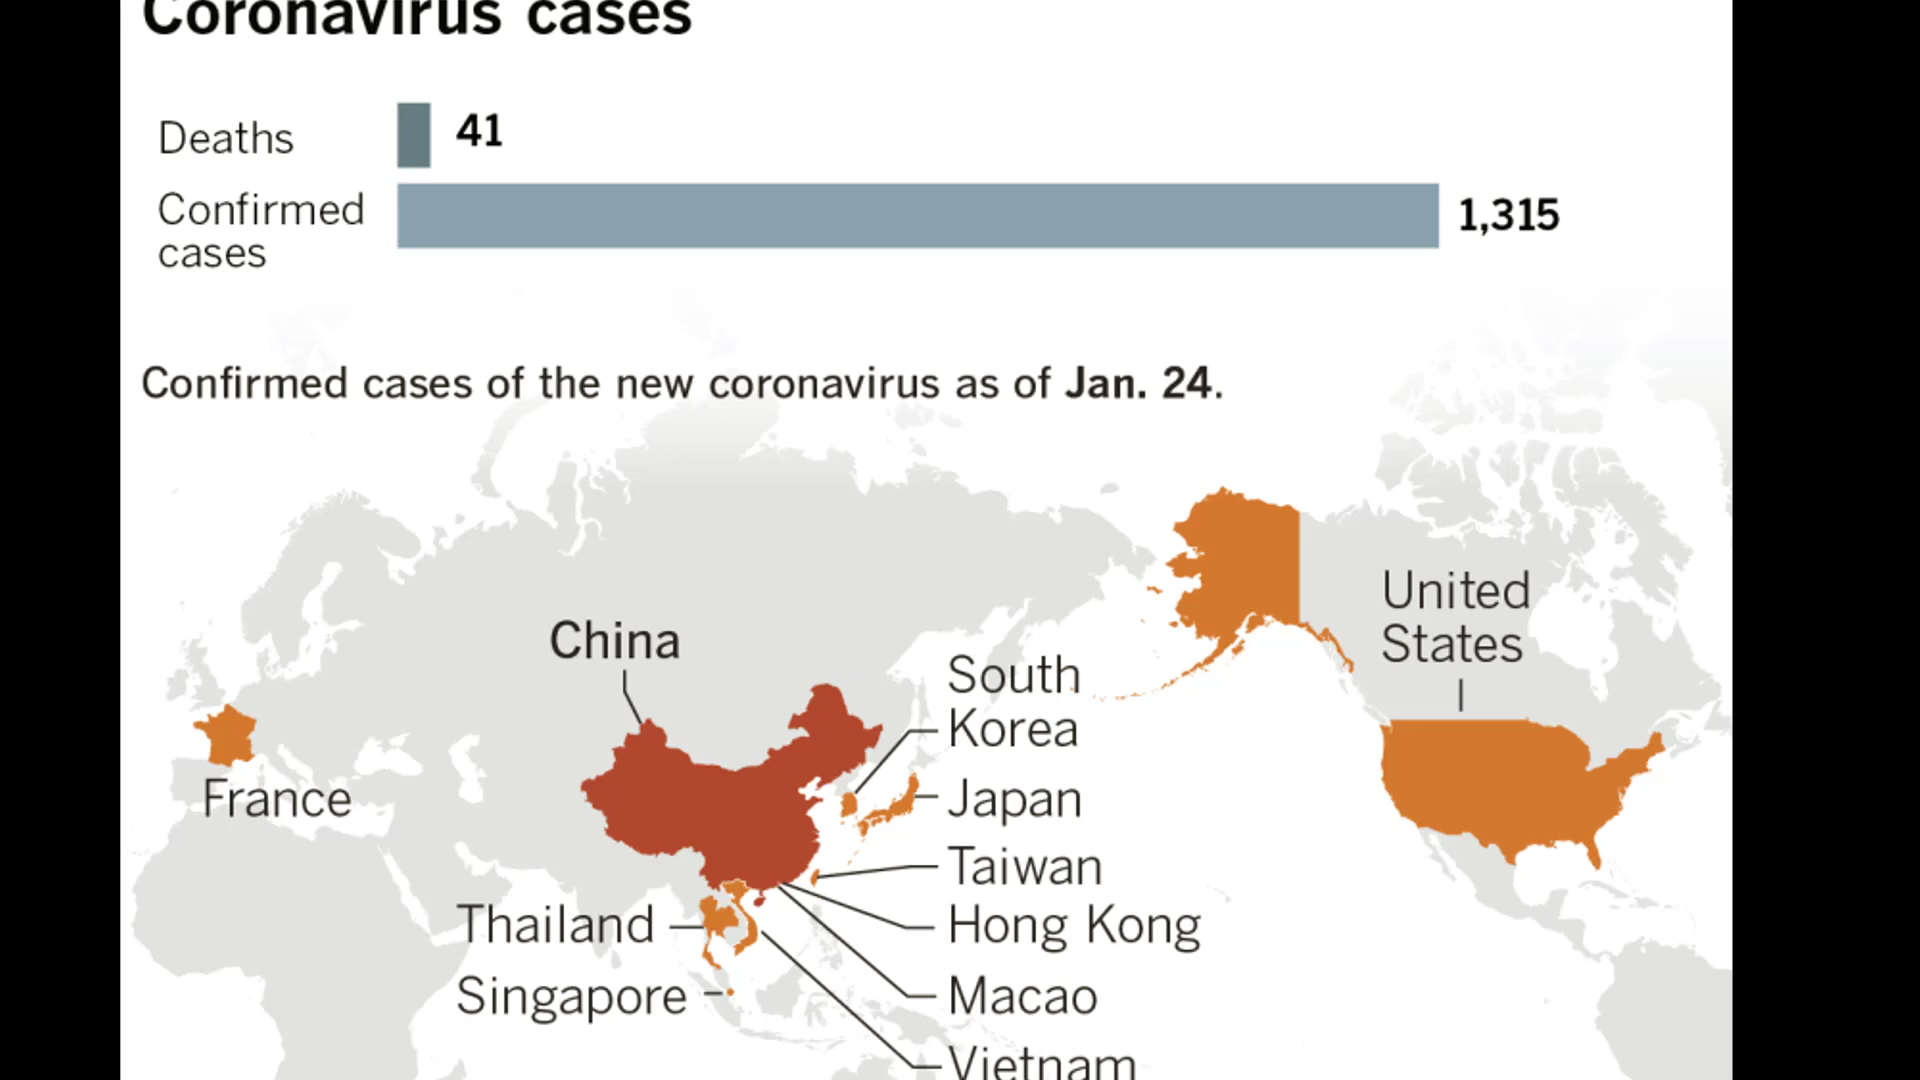 Coronavirus cases
Deaths
41
Confirmed
cases
1,315
Confirmed cases of the new coronavirus as of Jan. 24.
United
States
China
South
Korea
France
Japan
Taiwan
Thailand
Hong Kong
Singapore
Macao
Vietnam